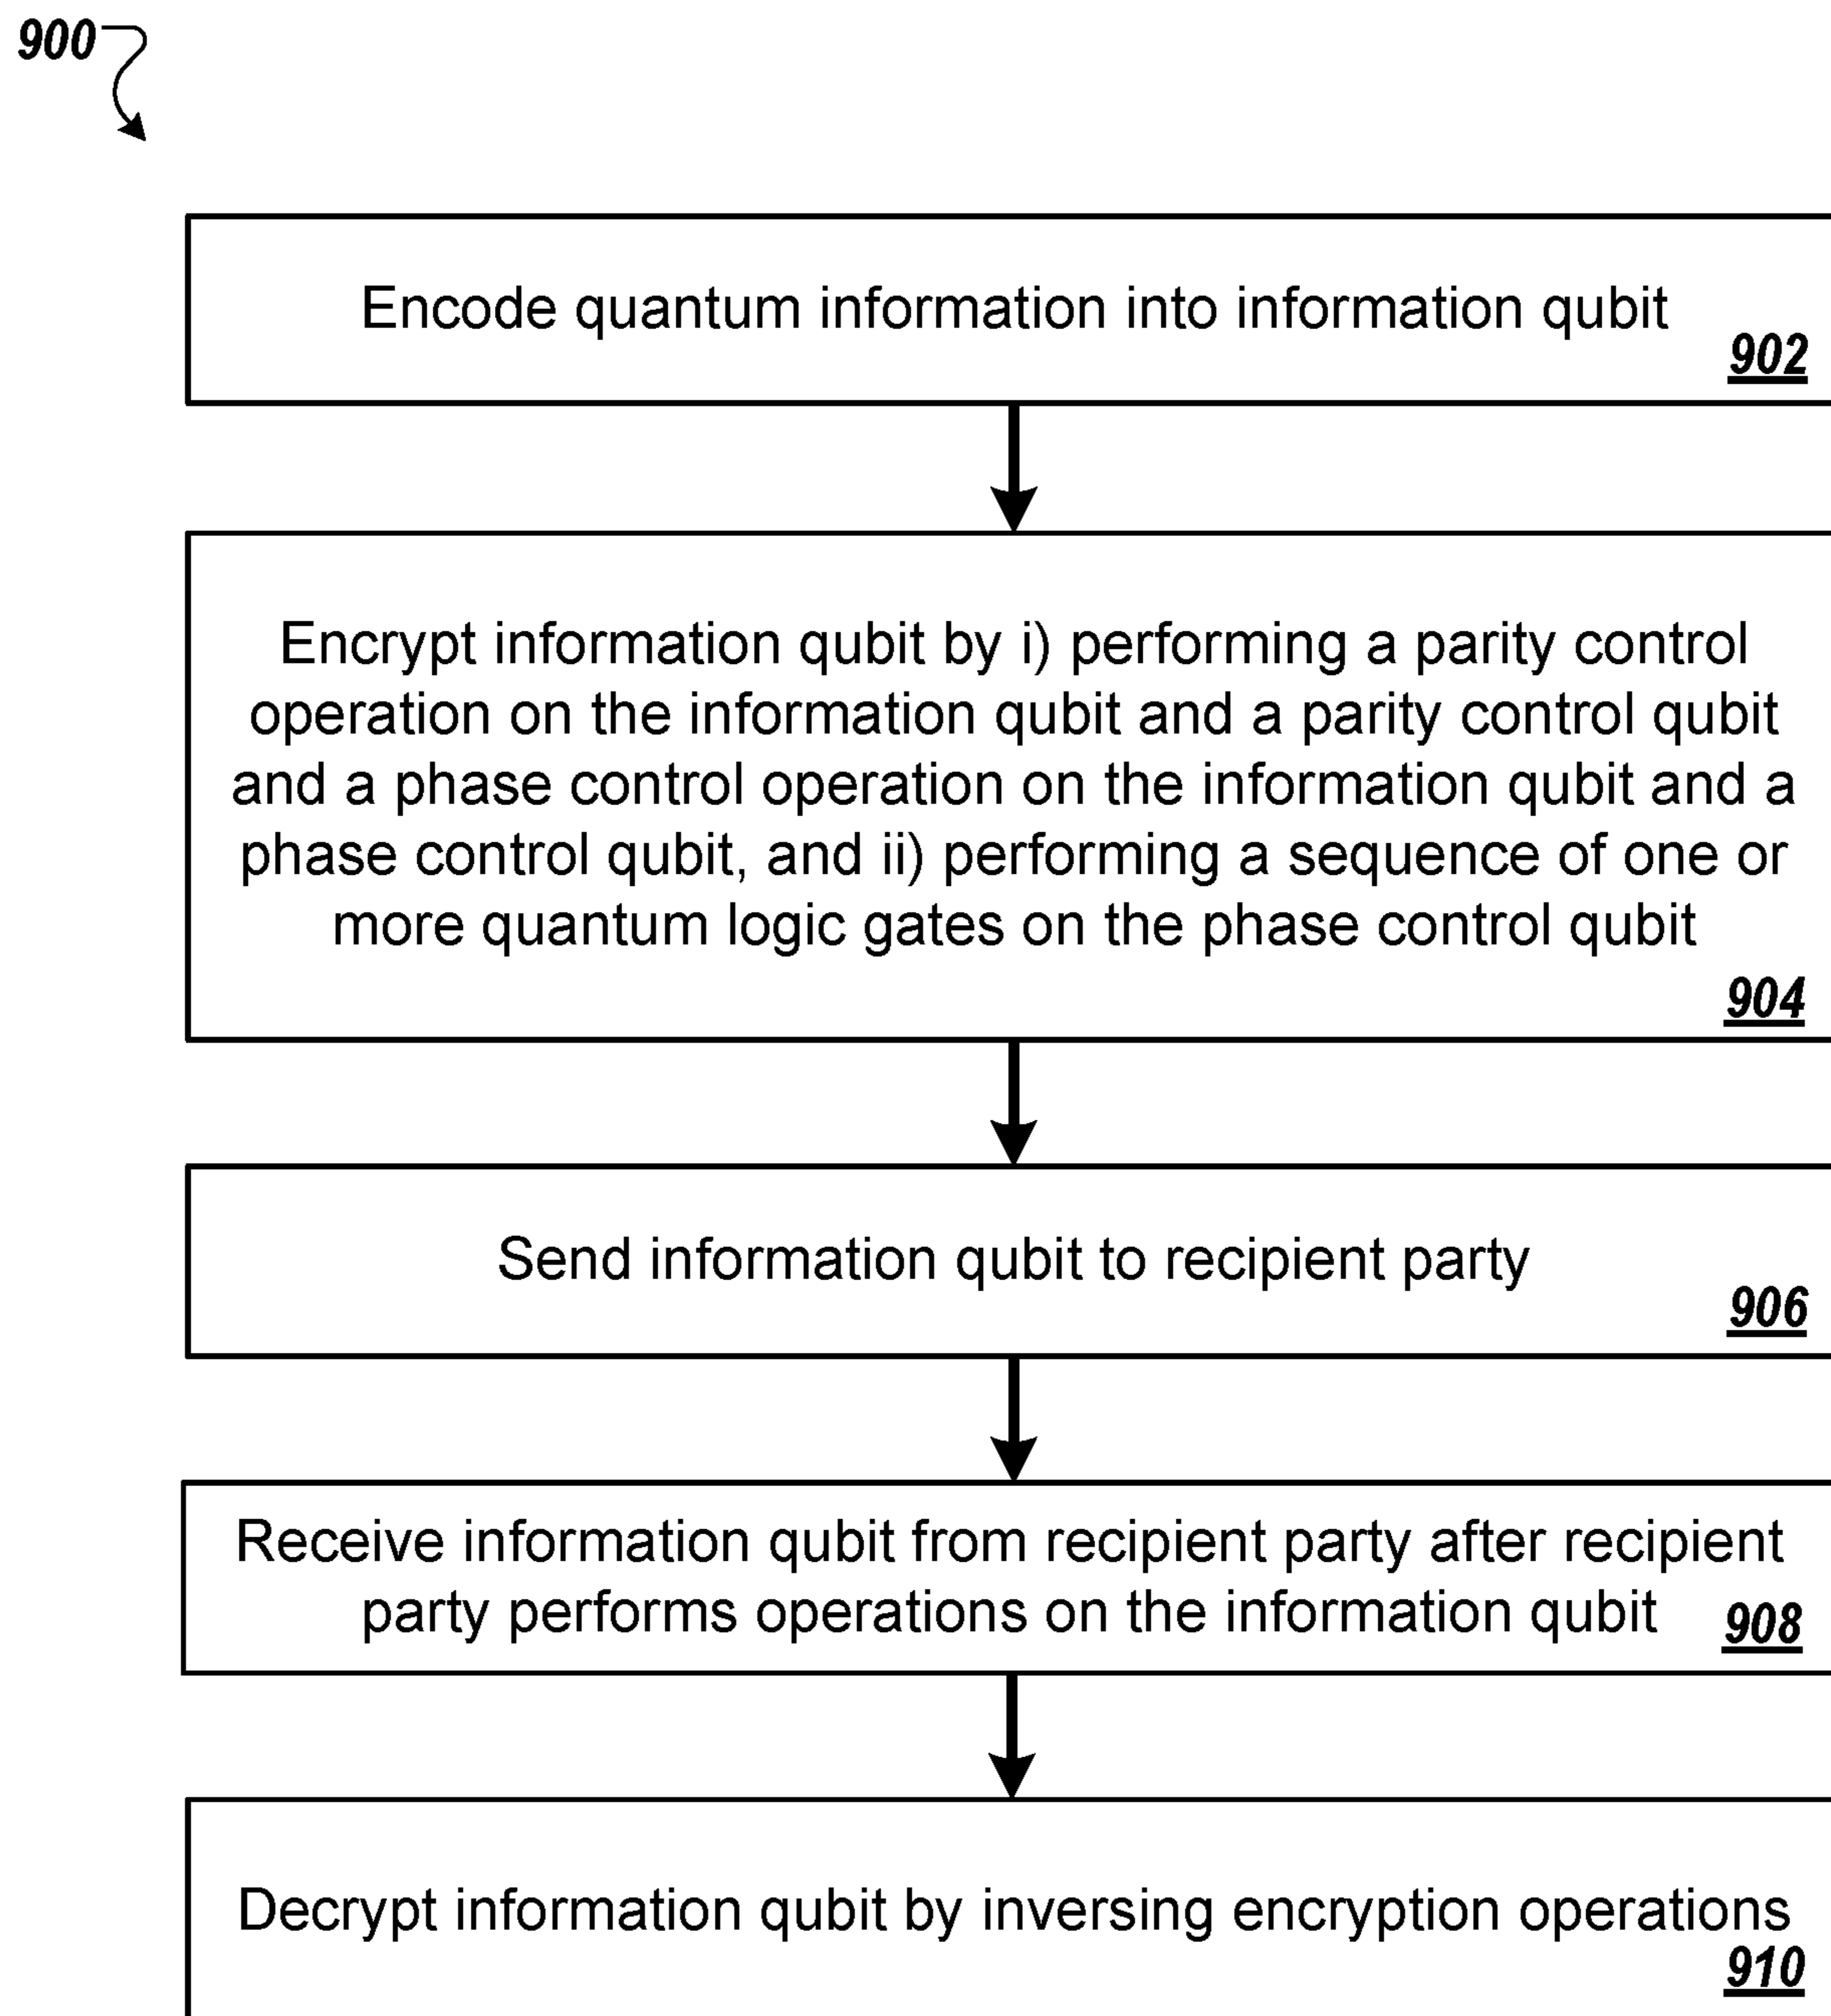 900
Encode quantum information into information qubit
902
Encrypt information qubit by i) performing a parity control
operation on the information qubit and a parity control qubit
and a phase control operation on the information qubit and a
phase control qubit, and ii) performing a sequence of one or
more quantum logic gates on the phase control qubit
904
Send information qubit to recipient party
906
Receive information qubit from recipient party after recipient
party performs operations on the information qubit
908
Decrypt information qubit by inversing encryption operations
910